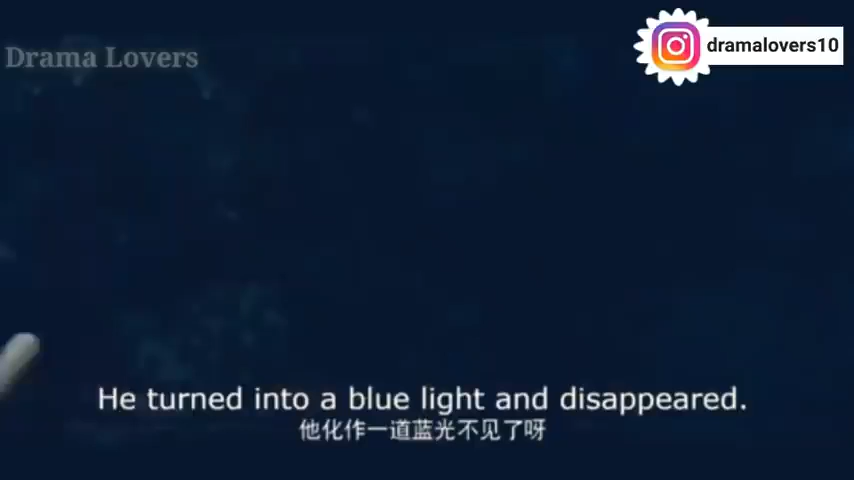 Drama Lovers
dramalovers10
He turned into a blue light and disappeared.
他化作一道蓝光不见了呀